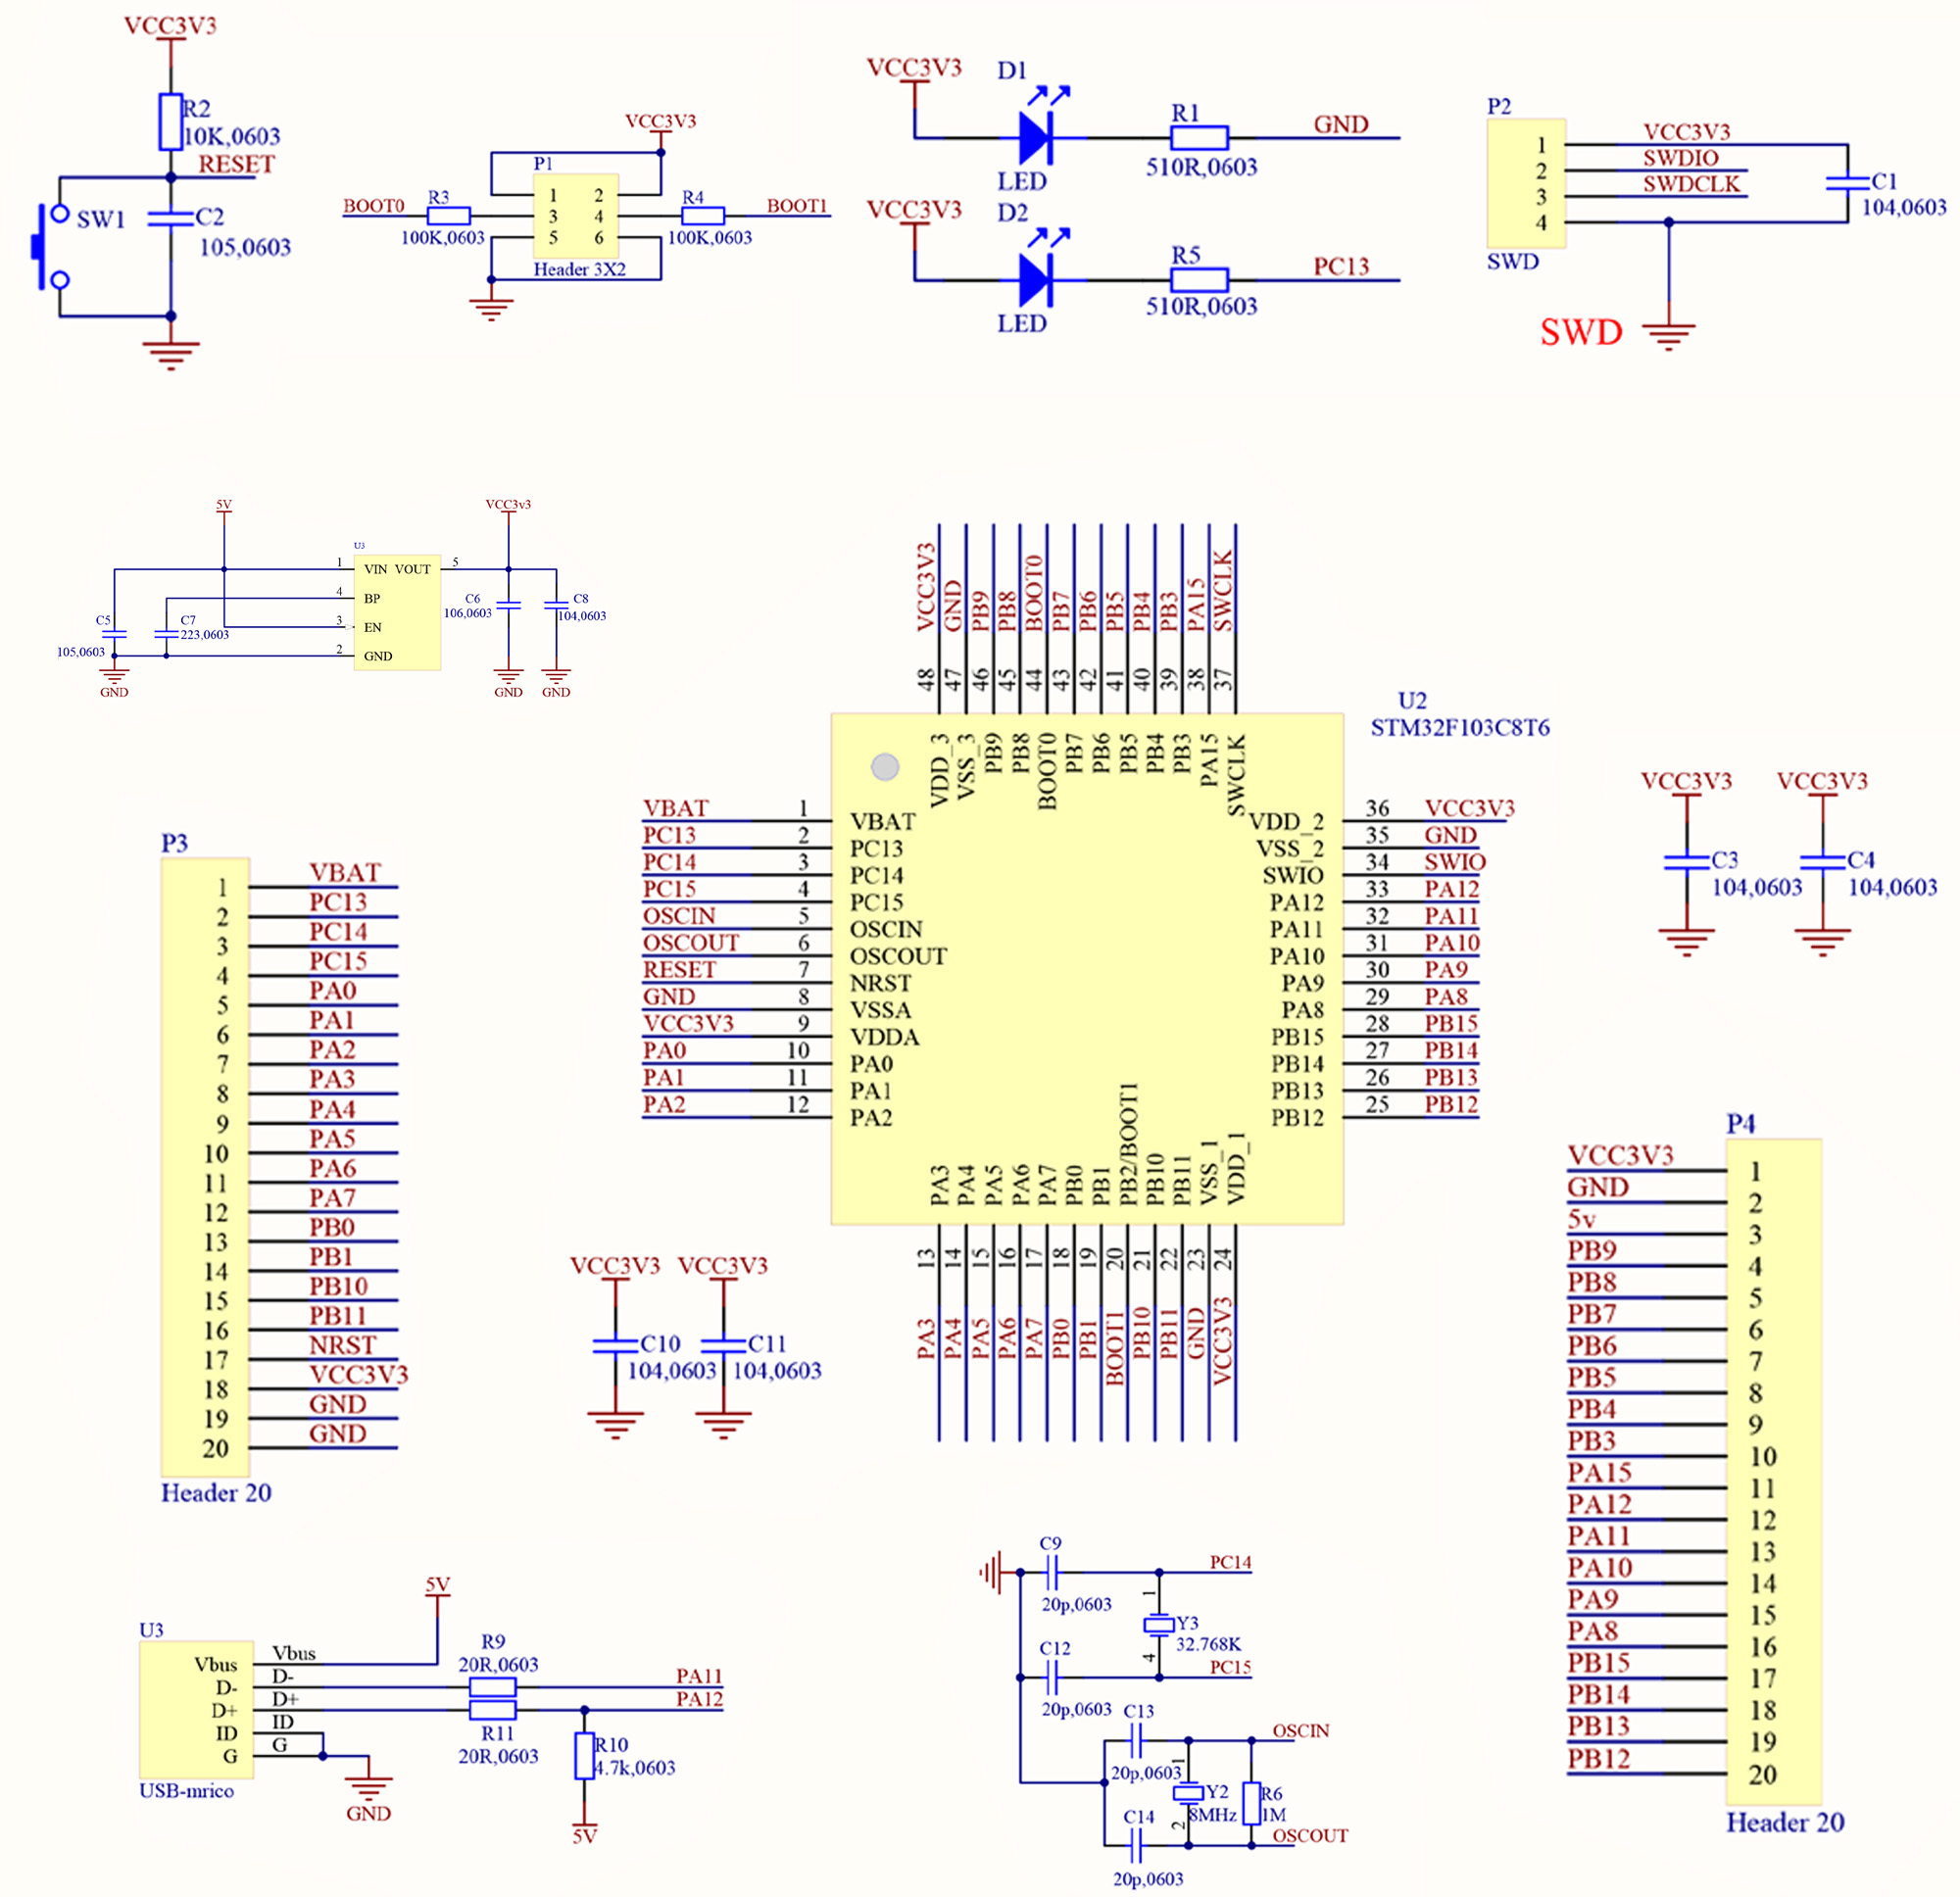 VCC3V3
R2
10K,0603
RESET
SW1
C2
105,0603
VCC3V3
P1
BOOT0
R3
1 2
3 4
5 6
R4
BOOT1
100K,0603
100K,0603
Header 3X2
VCC3V3
D1
LED
R1
510R,0603
GND
VCC3V3
D2
LED
R5
510R,0603
PC13
P2
1
2
3
4
SWD
VCC3V3
SWDIO
SWDCLK
C1
104,0603
SWD
5V
VCC3v3
U3
1 VIN VOUT 5
4 BP
3 EN
2 GND
C5
105,0603
C7
223,0603
C6
106,0603
C8
104,0603
GND
GND
GND
VCC3V3
GND
PB9
PB8
BOOT0
PB7
PB6
PB5
PB4
PB3
PA15
SWCLK
48
47
46
45
44
43
42
41
40
39
38
37
VDD_3
VSS_3
PB9
PB8
BOOT0
PB7
PB6
PB5
PB4
PB3
PA15
SWCLK
U2
STM32F103C8T6
VBAT 1 VBAT
PC13 2 PC13
PC14 3 PC14
PC15 4 PC15
OSCIN 5 OSCIN
OSCOUT 6 OSCOUT
RESET 7 NRST
GND 8 VSSA
VCC3V3 9 VDDA
PA0 10 PA0
PA1 11 PA1
PA2 12 PA2
VDD_2 36 VCC3V3
VSS_2 35 GND
SWIO 34 SWIO
PA12 33 PA12
PA11 32 PA11
PA10 31 PA10
PA9 30 PA9
PA8 29 PA8
PB15 28 PB15
PB14 27 PB14
PB13 26 PB13
PB12 25 PB12
PA3
PA4
PA5
PA6
PA7
PB0
PB1
PB2/BOOT1
PB10
PB11
VSS_1
VDD_1
13
14
15
16
17
18
19
20
21
22
23
24
PA3
PA4
PA5
PA6
PA7
PB0
PB1
BOOT1
PB10
PB11
GND
VCC3V3
VCC3V3
C3
104,0603
VCC3V3
C4
104,0603
P3
1 VBAT
2 PC13
3 PC14
4 PC15
5 PA0
6 PA1
7 PA2
8 PA3
9 PA4
10 PA5
11 PA6
12 PA7
13 PB0
14 PB1
15 PB10
16 PB11
17 NRST
18 VCC3V3
19 GND
20 GND
Header 20
VCC3V3
C10
104,0603
VCC3V3
C11
104,0603
P4
VCC3V3 1
GND 2
5v 3
PB9 4
PB8 5
PB7 6
PB6 7
PB5 8
PB4 9
PB3 10
PA15 11
PA12 12
PA11 13
PA10 14
PA9 15
PA8 16
PB15 17
PB14 18
PB13 19
PB12 20
Header 20
5V
U3
Vbus Vbus
D- D-
D+ D+
ID ID
G G
USB-mrico
GND
R9
20R,0603
R11
20R,0603
PA11
PA12
R10
4.7k,0603
5V
C9
20p,0603
PC14
1
Y3
32.768K
4
C12
20p,0603
PC15
C13
20p,0603
OSCIN
1
Y2
8MHz
2
R6
1M
C14
20p,0603
OSCOUT